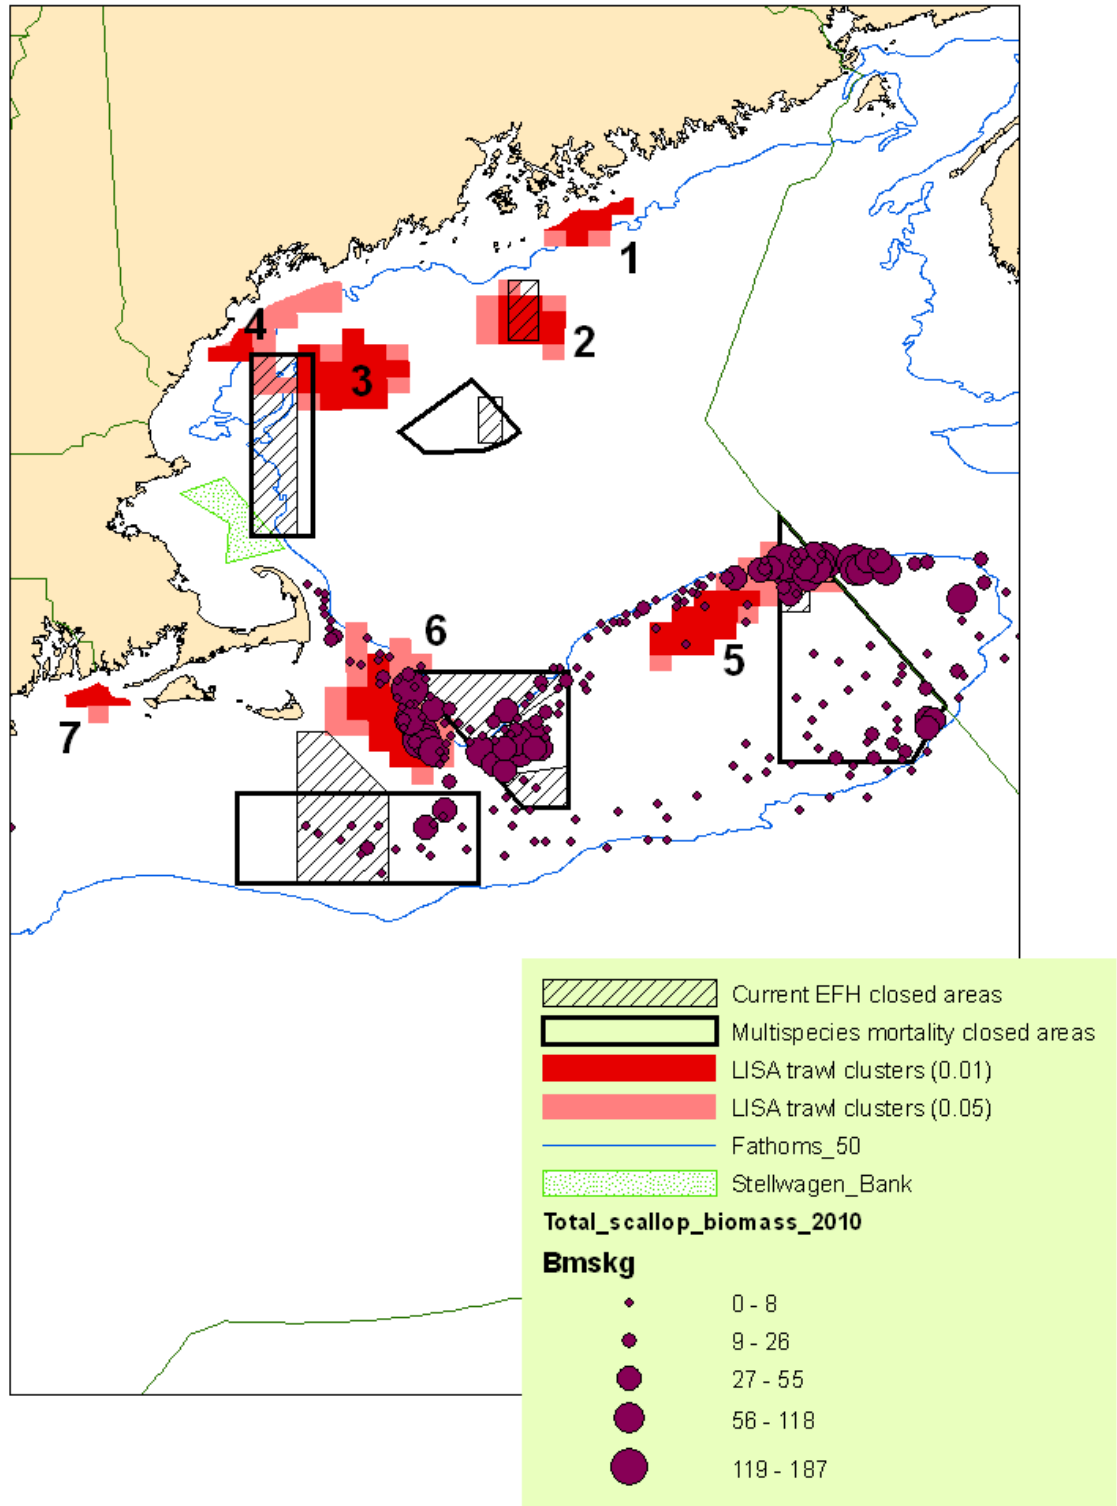 1
2
4
3
6
5
7
Current EFH closed areas
Multispecies mortality closed areas
LISA trawl clusters (0.01)
LISA trawl clusters (0.05)
Fathoms_50
Stellwagen_Bank
Total_scallop_biomass_2010
Bmskg
0 - 8
9 - 26
27 - 55
56 - 118
119 - 187